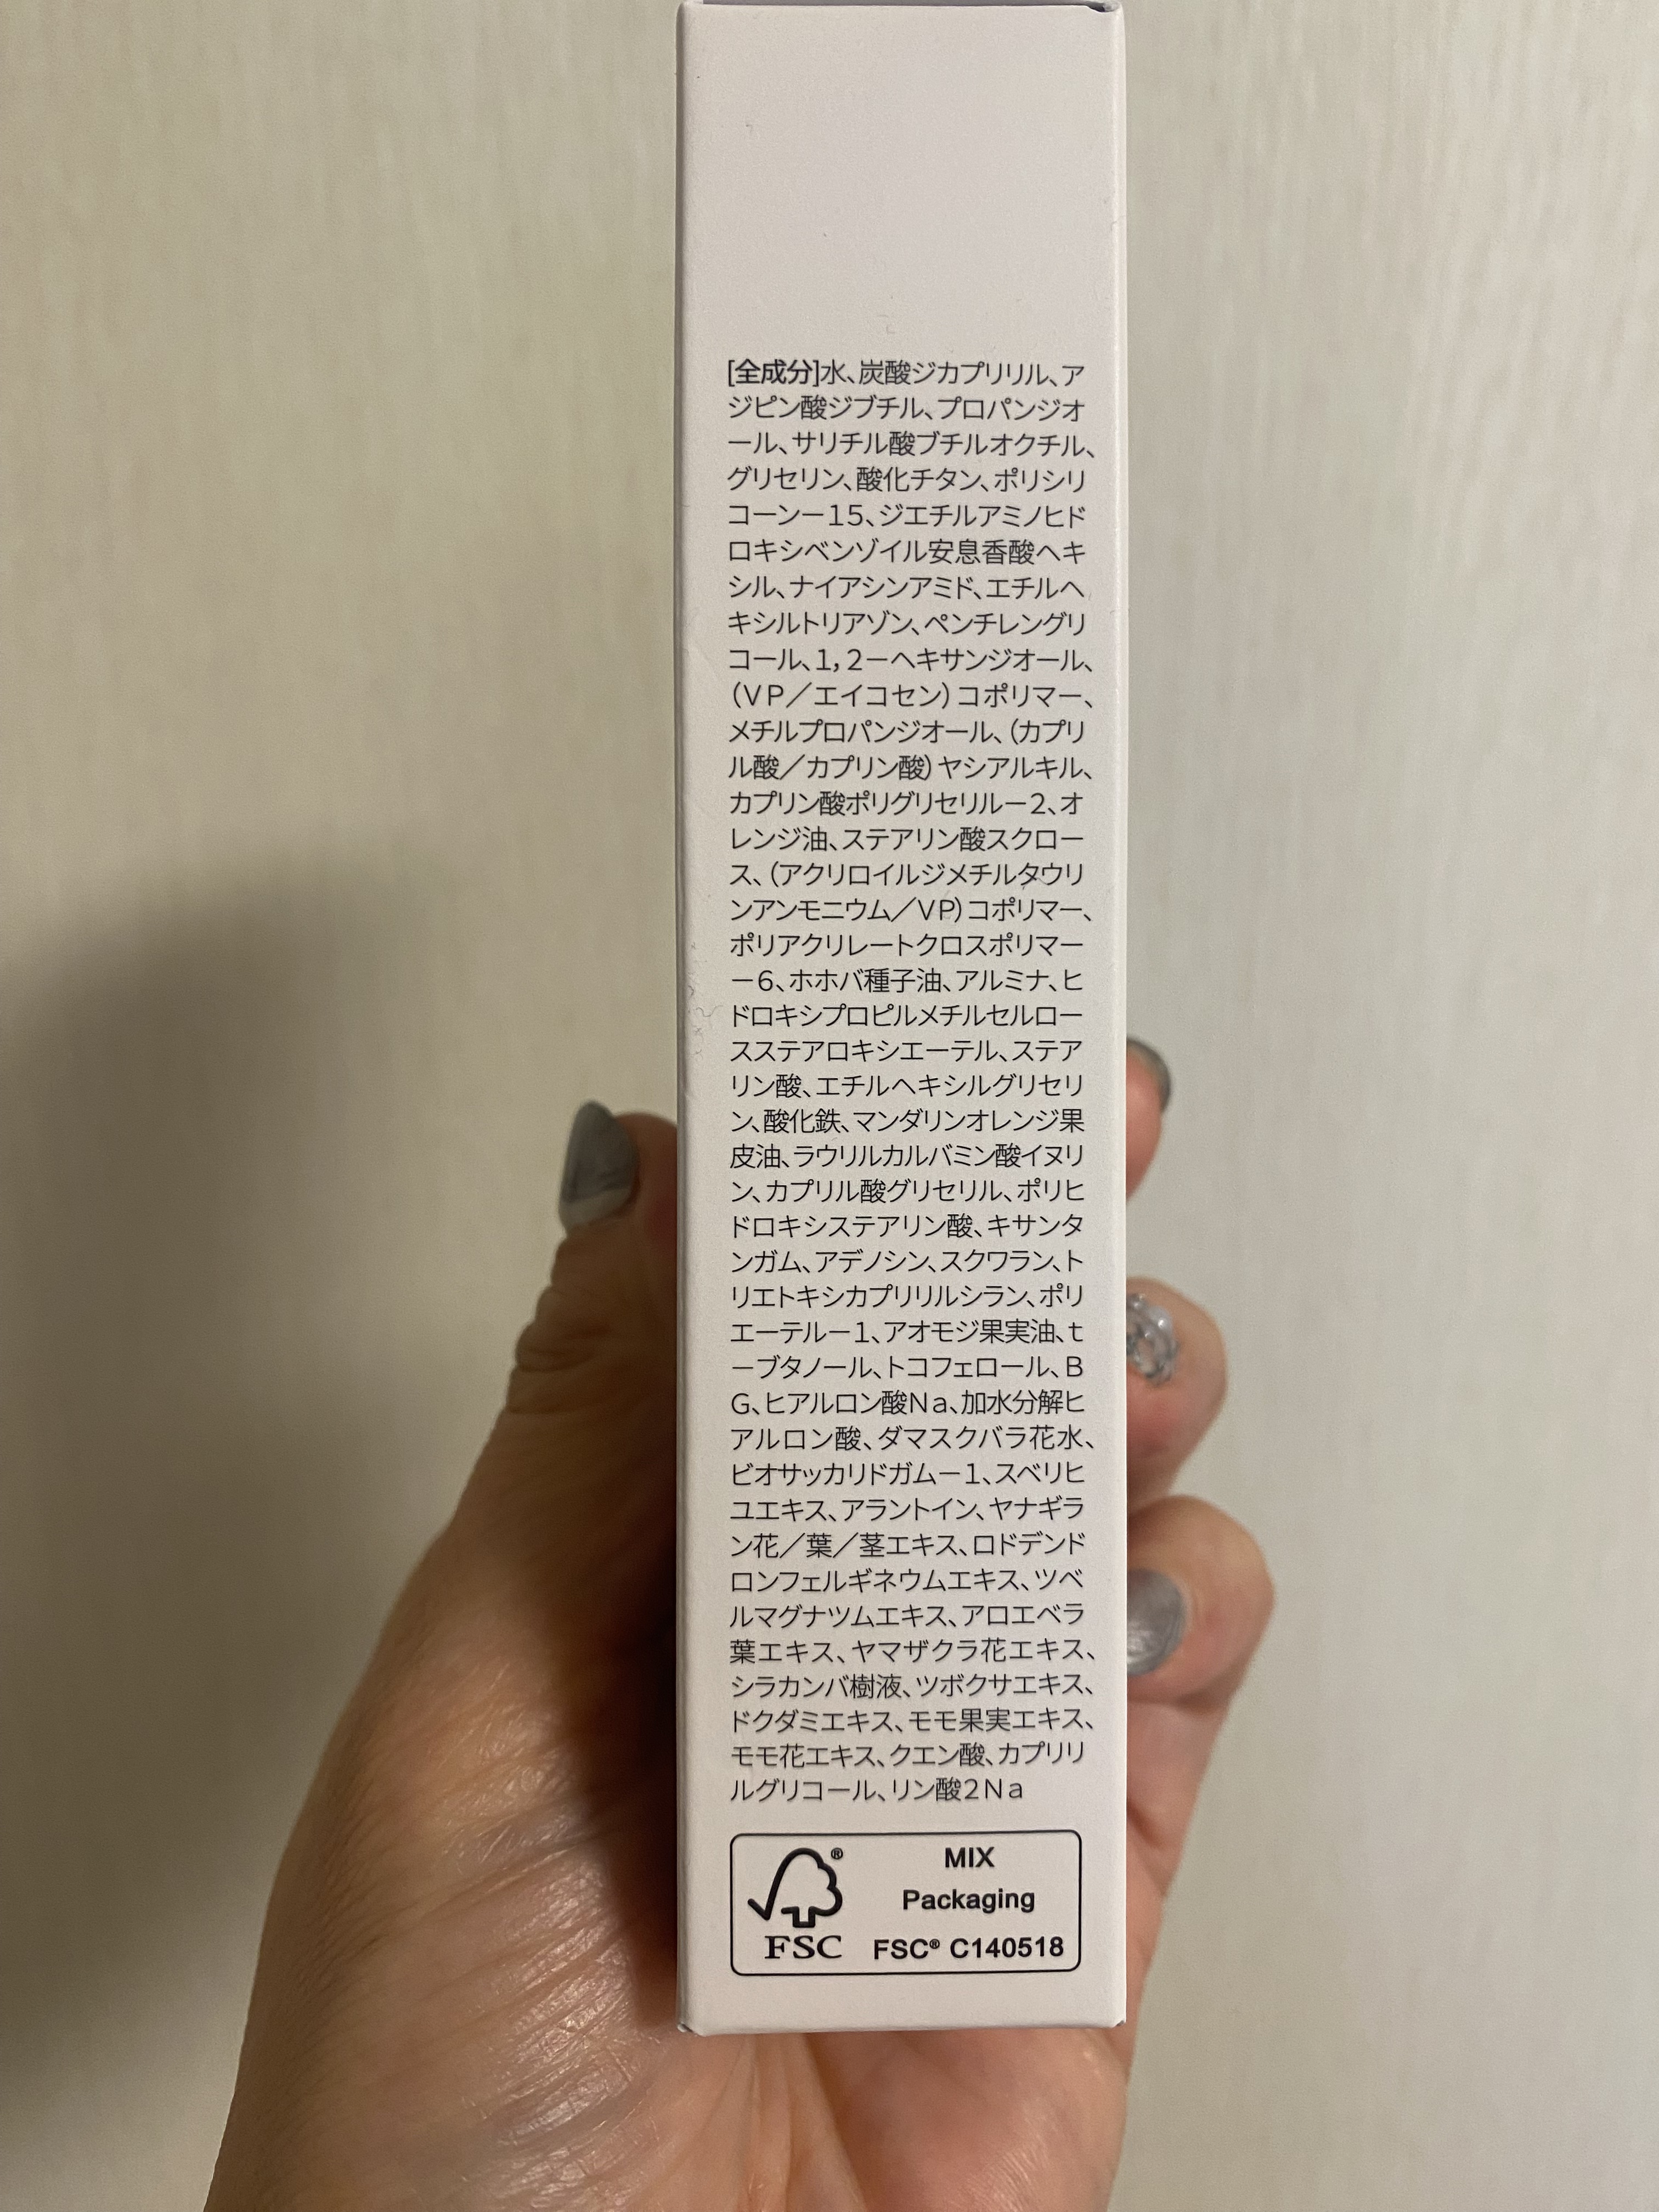 [全成分]水、炭酸ジカプリリル、ア
ジピン酸ジブチル、プロパンジオ
ール、サリチル酸ブチルオクチル、
グリセリン、酸化チタン、ポリシリ
コーン－15、ジエチルアミノヒド
ロキシベンゾイル安息香酸ヘキ
シル、ナイアシンアミド、エチルヘ
キシルトリアゾン、ペンチレングリ
コール、1，2－ヘキサンジオール、
（VP／エイコセン）コポリマー、
メチルプロパンジオール、（カプリ
ル酸／カプリン酸）ヤシアルキル、
カプリン酸ポリグリセリル－2、オ
レンジ油、ステアリン酸スクロー
ス、（アクリロイルジメチルタウリ
ンアンモニウム／VP）コポリマー、
ポリアクリレートクロスポリマー
－6、ホホバ種子油、アルミナ、ヒ
ドロキシプロピルメチルセルロー
スステアロキシエーテル、ステア
リン酸、エチルヘキシルグリセリ
ン、酸化鉄、マンダリンオレンジ果
皮油、ラウリルカルバミン酸イヌリ
ン、カプリル酸グリセリル、ポリヒ
ドロキシステアリン酸、キサンタ
ンガム、アデノシン、スクワラン、ト
リエトキシカプリリルシラン、ポリ
エーテル－1、アオモジ果実油、t
－ブタノール、トコフェロール、B
G、ヒアルロン酸Na、加水分解ヒ
アルロン酸、ダマスクバラ花水、
ビオサッカリドガム－1、スベリヒ
ユエキス、アラントイン、ヤナギラ
ン花／葉／茎エキス、ロドデンド
ロンフェルギネウムエキス、ツベ
ルマグナツムエキス、アロエベラ
葉エキス、ヤマザクラ花エキス、
シラカンバ樹液、ツボクサエキス、
ドクダミエキス、モモ果実エキス、
モモ花エキス、クエン酸、カプリリ
ルグリコール、リン酸2Na
®
FSC
MIX
Packaging
FSC® C140518